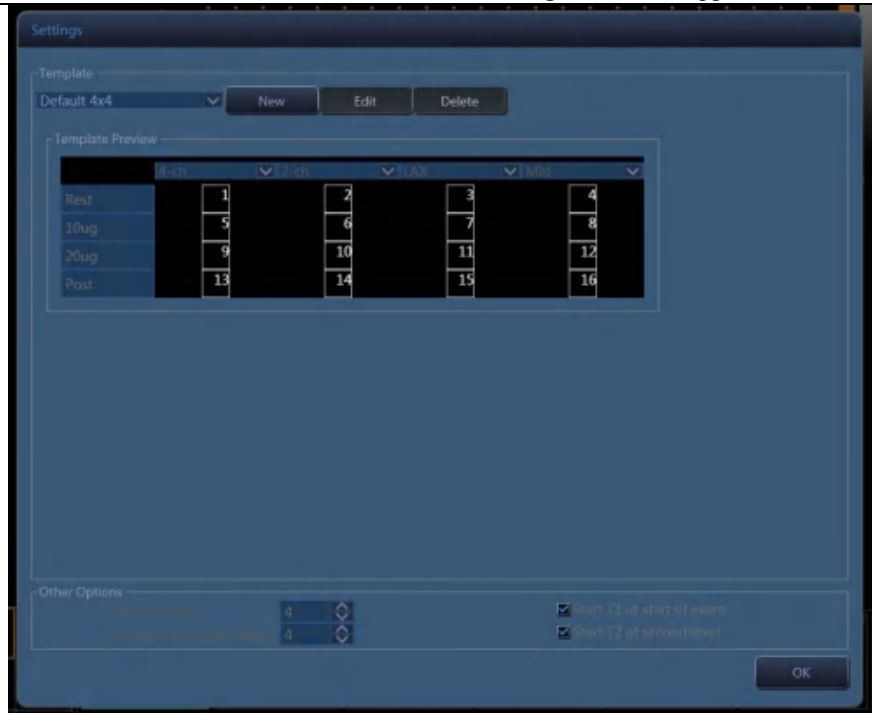 Settings
Template
Default 4x4 New Edit Delete
Template Preview
4-ch 2-ch LAX Mid
Rest 1 2 3 4
10ug 5 6 7 8
20ug 9 10 11 12
Post 13 14 15 16
Other Options
4 Start T1 at start of exam
4 Start T2 at second level
OK